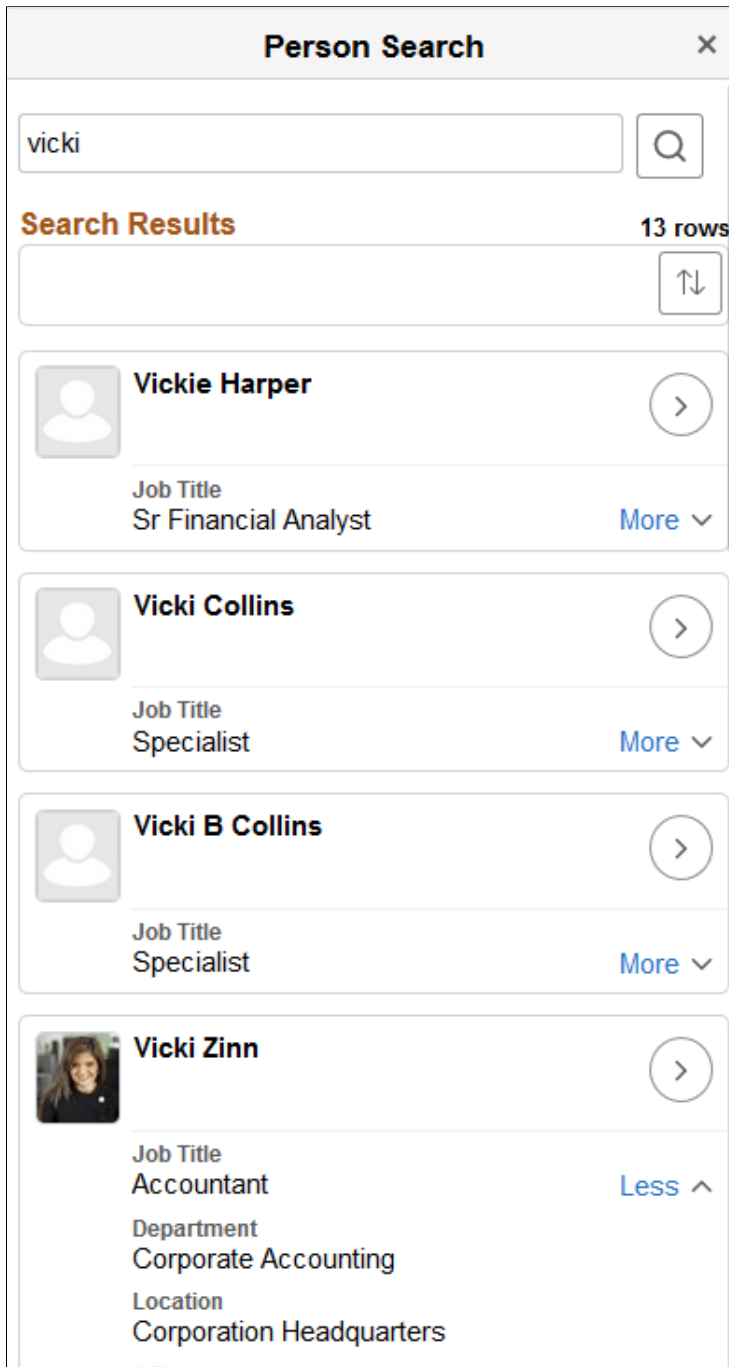 Person Search
vicki
Search Results
13 rows
Vickie Harper
Job Title
Sr Financial Analyst
More
Vicki Collins
Job Title
Specialist
More
Vicki B Collins
Job Title
Specialist
More
Vicki Zinn
Job Title
Accountant
Less
Department
Corporate Accounting
Location
Corporation Headquarters